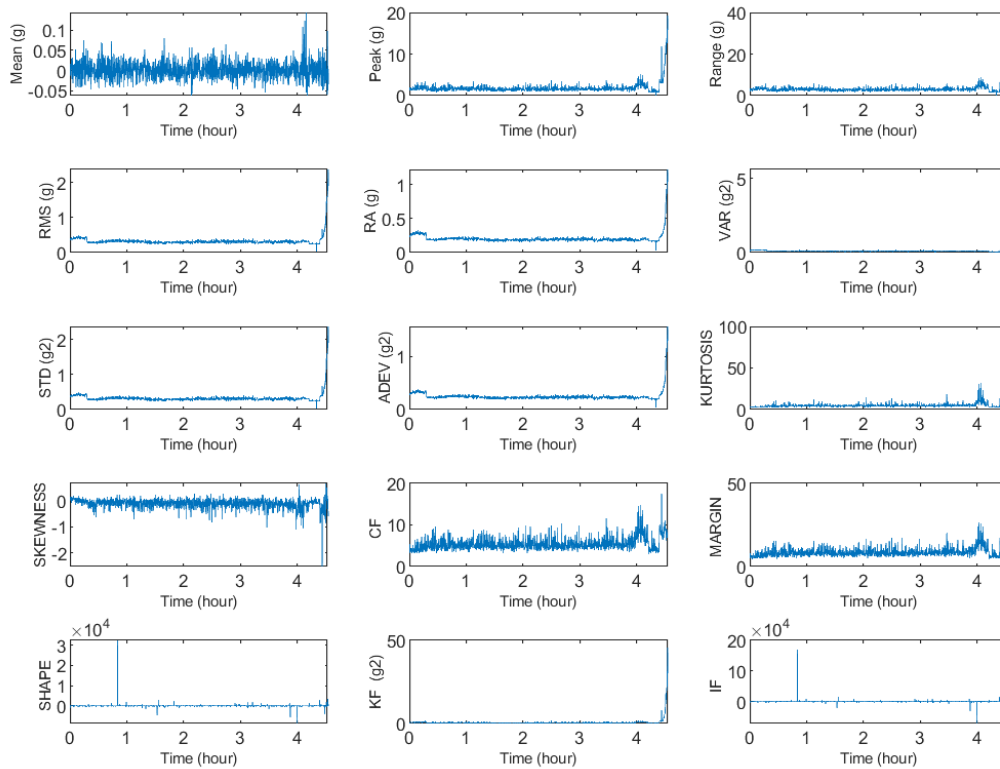 Mean (g)
0.1
0.05
0
-0.05
0 1 2 3 4
Time (hour)
Peak (g)
20
10
0
0 1 2 3 4
Time (hour)
Range (g)
40
20
0
0 1 2 3 4
Time (hour)
RMS (g)
2
1
0
0 1 2 3 4
Time (hour)
RA (g)
1
0.5
0
0 1 2 3 4
Time (hour)
VAR (g2)
5
0
0 1 2 3 4
Time (hour)
STD (g2)
2
1
0
0 1 2 3 4
Time (hour)
ADEV (g2)
1
0
0 1 2 3 4
Time (hour)
KURTOSIS
100
50
0
0 1 2 3 4
Time (hour)
SKEWNESS
0
-1
-2
0 1 2 3 4
Time (hour)
CF
20
10
0
0 1 2 3 4
Time (hour)
MARGIN
50
0
0 1 2 3 4
Time (hour)
SHAPE
×10⁴
3
2
1
0
0 1 2 3 4
Time (hour)
KF (g2)
50
0
0 1 2 3 4
Time (hour)
IF
×10⁴
20
10
0
0 1 2 3 4
Time (hour)